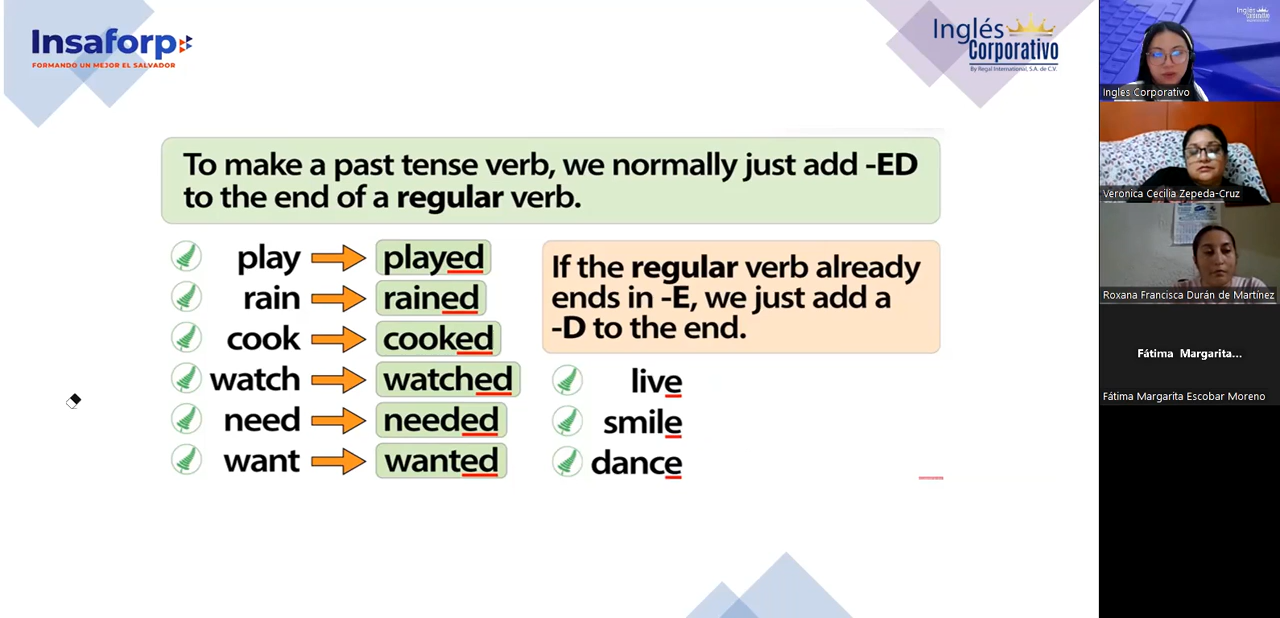 Insaforp
FORMANDO UN MEJOR EL SALVADOR
Inglés
Corporativo
By Regal International, S.A. de C.V.
To make a past tense verb, we normally just add -ED
to the end of a regular verb.
play played
rain rained
cook cooked
watch watched
need needed
want wanted
If the regular verb already
ends in -E, we just add a
-D to the end.
live
smile
dance
Inglés
Corporativo
Ingles Corporativo
Veronica Cecilia Zepeda-Cruz
Roxana Francisca Durán de Martínez
Fátima Margarita...
Fátima Margarita Escobar Moreno